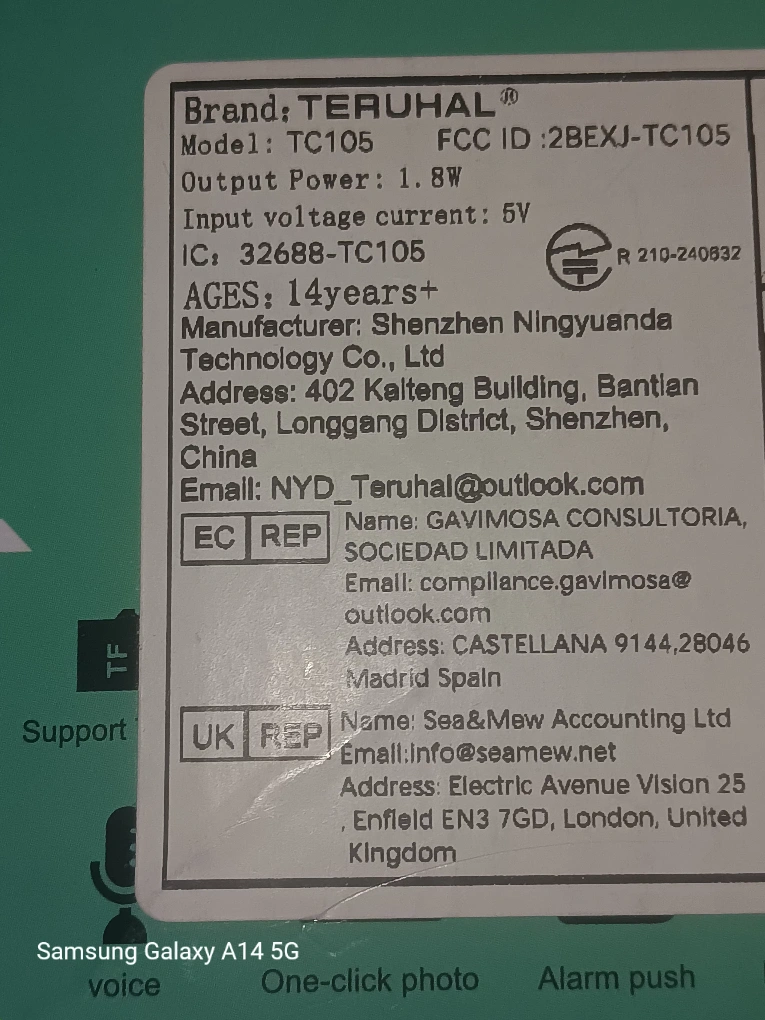 Brand: TERUHAL®
Model: TC105 FCC ID :2BEXJ-TC105
Output Power: 1.8W
Input voltage current: 5V
IC: 32688-TC105
R 210-240832
AGES: 14years+
Manufacturer: Shenzhen Ningyuanda
Technology Co., Ltd
Address: 402 Kaiteng Building, Bantian
Street, Longgang District, Shenzhen,
China
Email: NYD_Teruhal@outlook.com
EC REP
Name: GAVIMOSA CONSULTORIA,
SOCIEDAD LIMITADA
Email: compliance.gavimosa@
outlook.com
Address: CASTELLANA 9144,28046
Madrid Spain
TF
Support
UK REP
Name: Sea&Mew Accounting Ltd
Email:info@seamew.net
Address: Electric Avenue Vision 25
, Enfield EN3 7GD, London, United
Kingdom
Samsung Galaxy A14 5G
voice
One-click photo
Alarm push